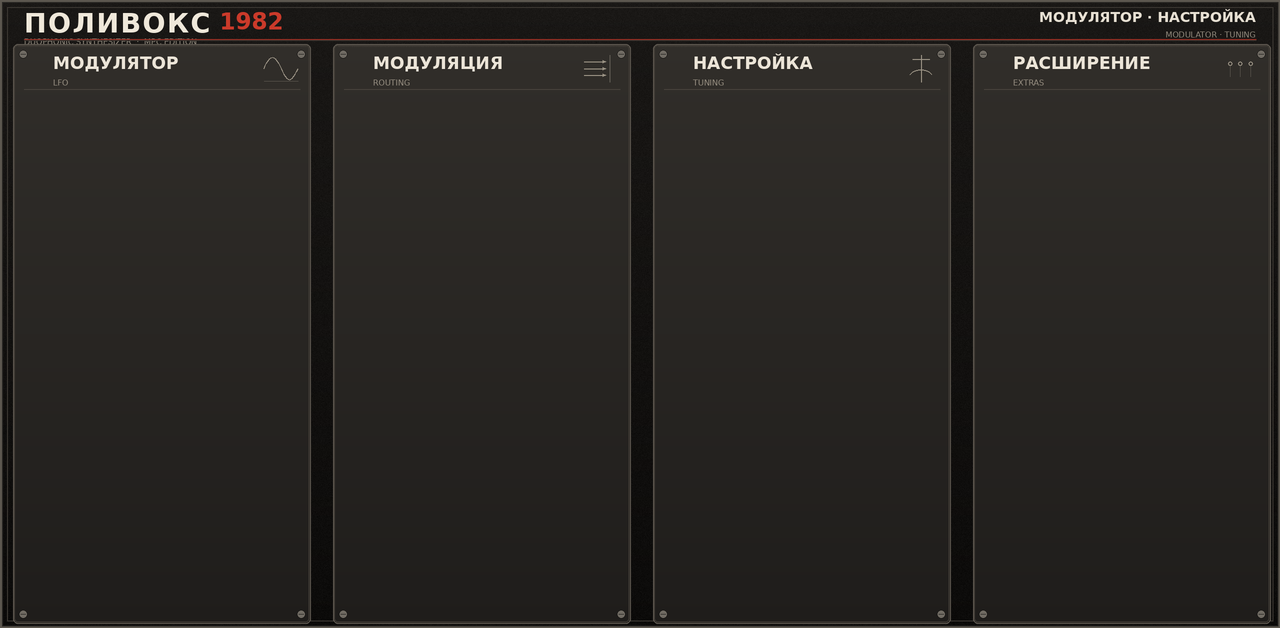 ПОЛИВОКС 1982
МОДУЛЯТОР · НАСТРОЙКА
MODULATOR · TUNING
МОДУЛЯТОР
LFO
МОДУЛЯЦИЯ
ROUTING
НАСТРОЙКА
TUNING
РАСШИРЕНИЕ
EXTRAS